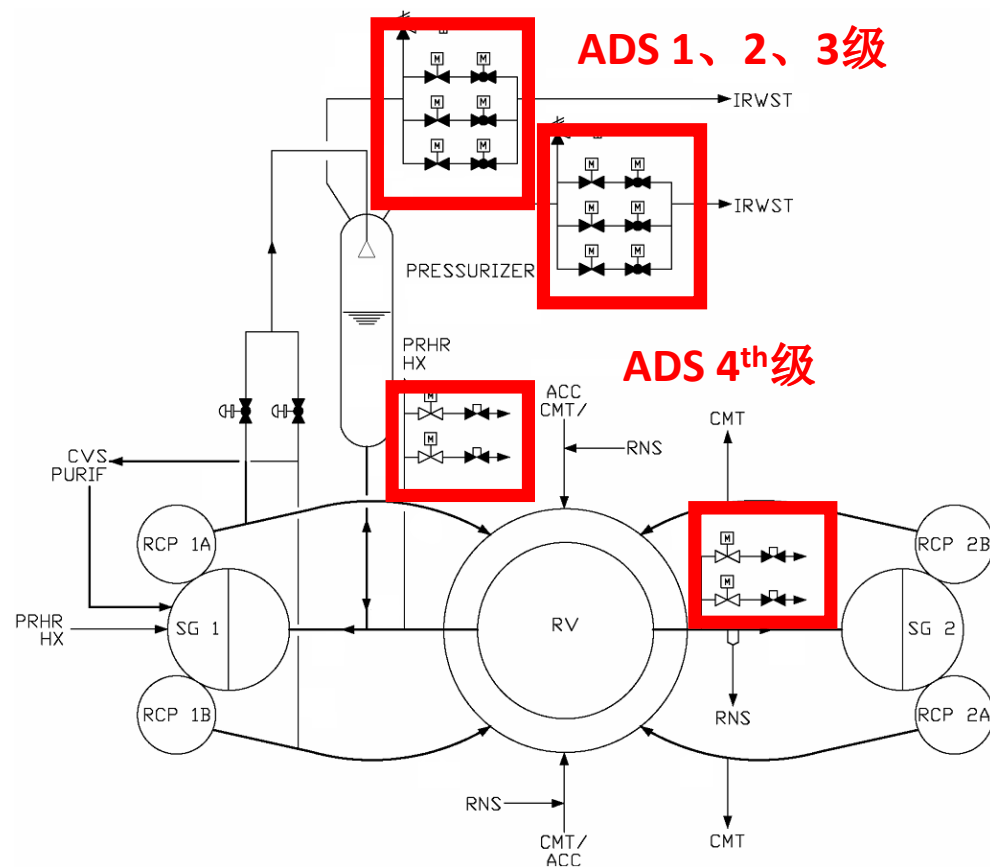 ADS 1、2、3级
M M
M M
M M
IRWST
M M
M M
M M
IRWST
PRESSURIZER
PRHR
HX
ADS 4th级
M
M
ACC
CMT/
RNS
CMT
CVS
PURIF
RCP 1A
RCP 2B
M
M
PRHR
HX
SG 1
RV
SG 2
RCP 1B
RCP 2A
RNS
RNS
CMT/
ACC
CMT